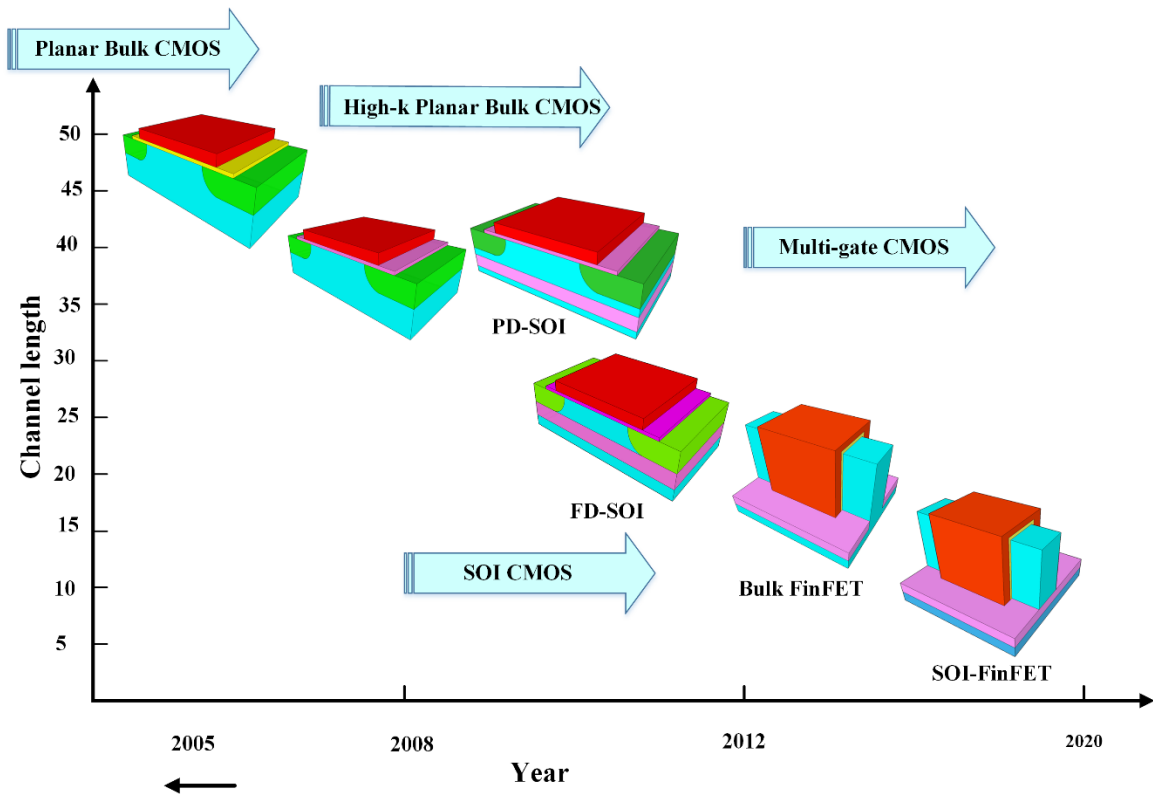 Planar Bulk CMOS
High-k Planar Bulk CMOS
Multi-gate CMOS
50
45
40
35
30
25
20
15
10
5
Channel length
PD-SOI
FD-SOI
SOI CMOS
Bulk FinFET
SOI-FinFET
2005
2008
2012
2020
Year